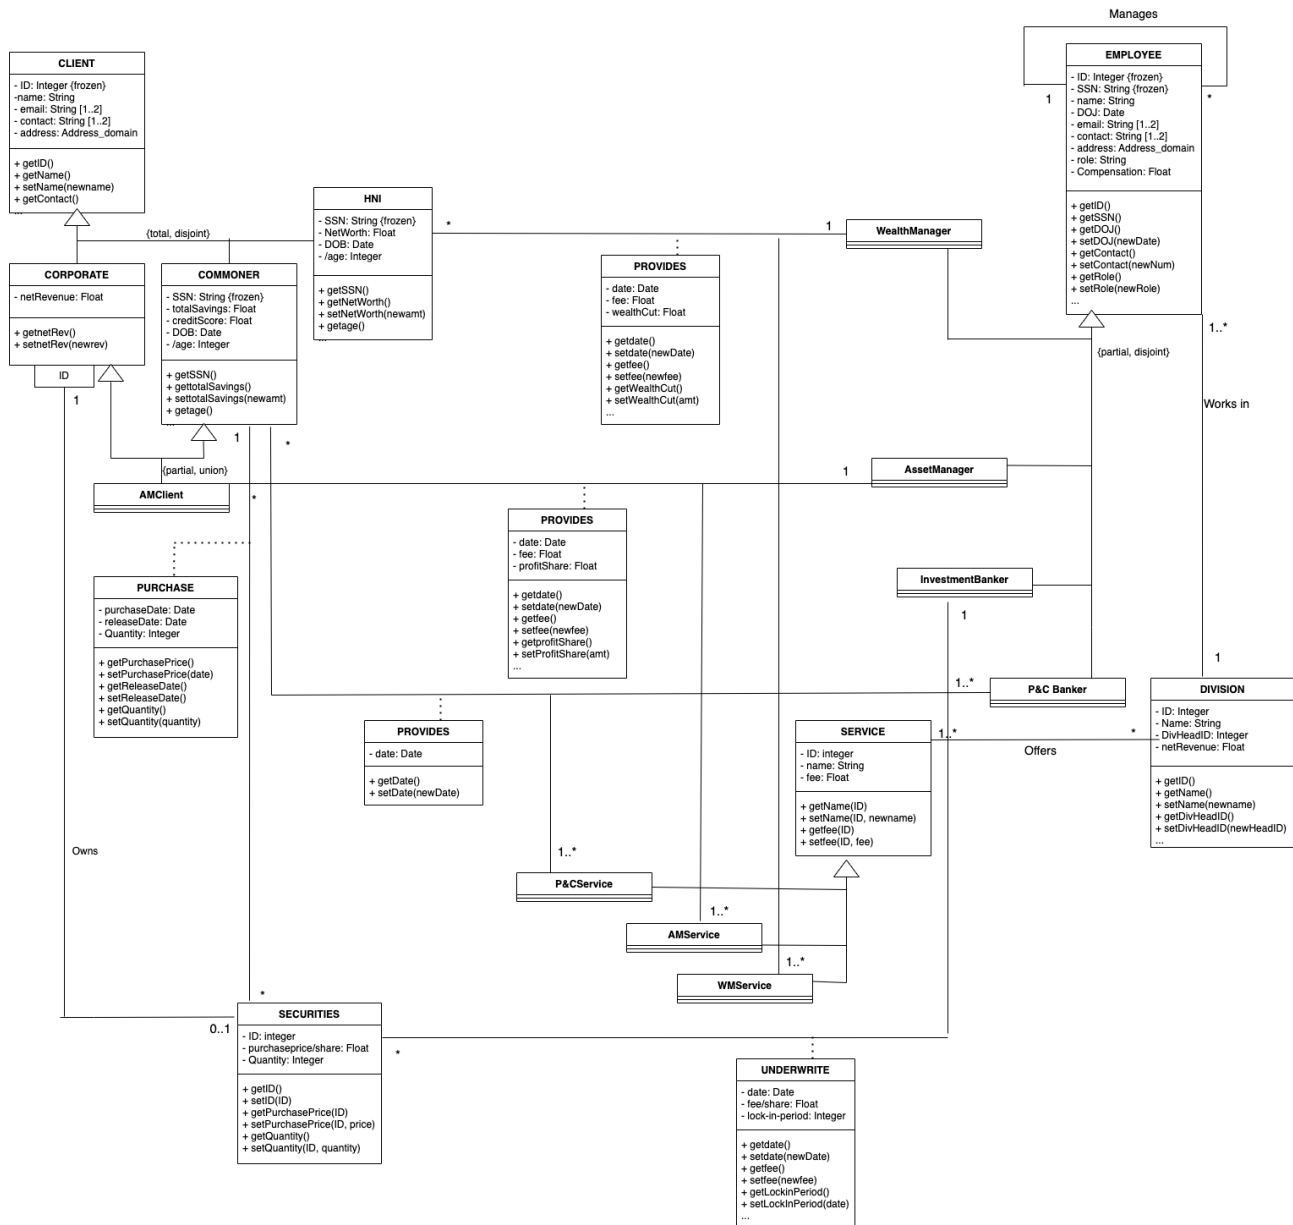 Manages
CLIENT
- ID: Integer {frozen}
-name: String
- email: String [1..2]
- contact: String [1..2]
- address: Address_domain
+ getID()
+ getName()
+ setName(newname)
+ getContact()
...
EMPLOYEE
- ID: Integer {frozen}
- SSN: String {frozen}
- name: String
- DOJ: Date
- email: String [1..2]
- contact: String [1..2]
- address: Address_domain
- role: String
- Compensation: Float
+ getID()
+ getSSN()
+ getDOJ()
+ setDOJ(newDate)
+ getContact()
+ setContact(newNum)
+ getRole()
+ setRole(newRole)
...
1
*
{total, disjoint}
HNI
- SSN: String {frozen}
- NetWorth: Float
- DOB: Date
- /age: Integer
+ getSSN()
+ getNetWorth()
+ setNetWorth(newamt)
+ getage()
...
*
1
WealthManager
CORPORATE
- netRevenue: Float
+ getnetRev()
+ setnetRev(newrev)
ID
1
COMMONER
- SSN: String {frozen}
- totalSavings: Float
- creditScore: Float
- DOB: Date
- /age: Integer
+ getSSN()
+ gettotalSavings()
+ settotalSavings(newamt)
+ getage()
...
1
*
PROVIDES
- date: Date
- fee: Float
- wealthCut: Float
+ getdate()
+ setdate(newDate)
+ getfee()
+ setfee(newfee)
+ getWealthCut()
+ setWealthCut(amt)
...
{partial, disjoint}
1..*
Works in
{partial, union}
AMClient
*
1
AssetManager
PROVIDES
- date: Date
- fee: Float
- profitShare: Float
+ getdate()
+ setdate(newDate)
+ getfee()
+ setfee(newfee)
+ getprofitShare()
+ setProfitShare(amt)
...
InvestmentBanker
1
PURCHASE
- purchaseDate: Date
- releaseDate: Date
- Quantity: Integer
+ getPurchasePrice()
+ setPurchasePrice(date)
+ getReleaseDate()
+ setReleaseDate()
+ getQuantity()
+ setQuantity(quantity)
1..*
P&C Banker
1
DIVISION
- ID: Integer
- Name: String
- DivHeadID: Integer
- netRevenue: Float
+ getID()
+ getName()
+ setName(newname)
+ getDivHeadID()
+ setDivHeadID(newHeadID)
...
PROVIDES
- date: Date
+ getDate()
+ setDate(newDate)
SERVICE
- ID: integer
- name: String
- fee: Float
+ getName(ID)
+ setName(ID, newname)
+ getfee(ID)
+ setfee(ID, fee)
1..*
Offers
*
Owns
1..*
P&CService
1..*
AMService
1..*
WMService
*
0..1
SECURITIES
- ID: integer
- purchaseprice/share: Float
- Quantity: Integer
+ getID()
+ setID(ID)
+ getPurchasePrice(ID)
+ setPurchasePrice(ID, price)
+ getQuantity()
+ setQuantity(ID, quantity)
*
UNDERWRITE
- date: Date
- fee/share: Float
- lock-in-period: Integer
+ getdate()
+ setdate(newDate)
+ getfee()
+ setfee(newfee)
+ getLockinPeriod()
+ setLockInPeriod(date)
...